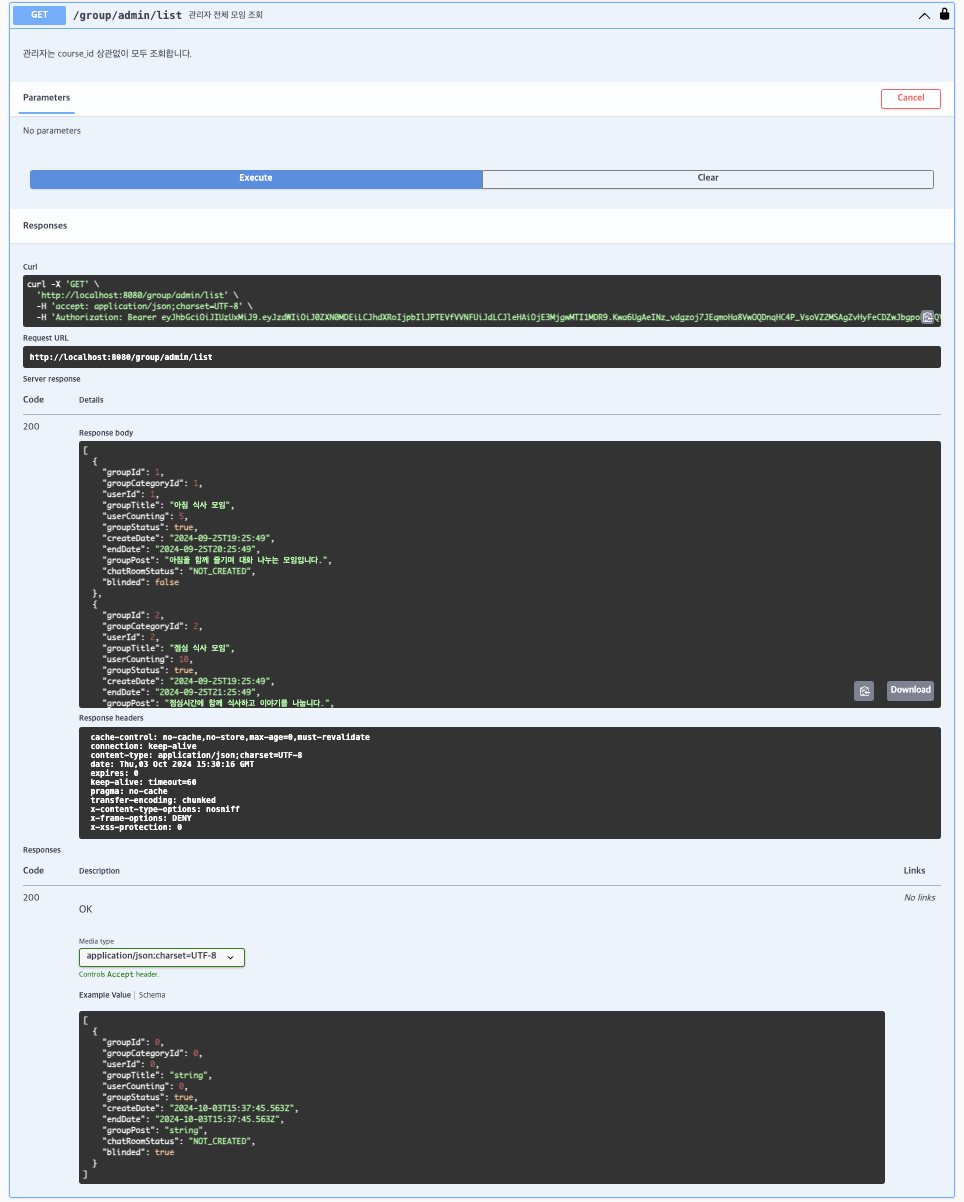 GET /group/admin/list 관리자 전체 모임 조회
관리자는 course_id 상관없이 모두 조회합니다.
Parameters
Cancel
No parameters
Execute
Clear
Responses
Curl
curl -X 'GET' \
'http://localhost:8080/group/admin/list' \
-H 'accept: application/json;charset=UTF-8' \
-H 'Authorization: Bearer
Request URL
http://localhost:8080/group/admin/list
Server response
Code Details
200
Response body
[
{
"groupId": 1,
"groupCategoryId": 1,
"userId": 1,
"groupTitle": "아침 식사 모임",
"userCounting": 5,
"groupStatus": true,
"createDate": "2024-09-25T19:25:49",
"endDate": "2024-09-25T20:25:49",
"groupPost": "아침을 함께 즐기며 대화 나누는 모임입니다.",
"chatRoomStatus": "NOT_CREATED",
"blinded": false
},
{
"groupId": 2,
"groupCategoryId": 2,
"userId": 2,
"groupTitle": "점심 식사 모임",
"userCounting": 10,
"groupStatus": true,
"createDate": "2024-09-25T19:25:49",
"endDate": "2024-09-25T21:25:49",
"groupPost": "점심시간에 함께 식사하고 이야기를 나눕니다.",
Download
Response headers
cache-control: no-cache,no-store,max-age=0,must-revalidate
connection: keep-alive
content-type: application/json;charset=UTF-8
date: Thu,03 Oct 2024 15:30:16 GMT
expires: 0
keep-alive: timeout=60
pragma: no-cache
transfer-encoding: chunked
x-content-type-options: nosniff
x-frame-options: DENY
x-xss-protection: 0
Responses
Code Description Links
200
OK
No links
Media type
application/json;charset=UTF-8
Controls Accept header.
Example Value | Schema
[
{
"groupId": 0,
"groupCategoryId": 0,
"userId": 0,
"groupTitle": "string",
"userCounting": 0,
"groupStatus": true,
"createDate": "2024-10-03T15:37:45.563Z",
"endDate": "2024-10-03T15:37:45.563Z",
"groupPost": "string",
"chatRoomStatus": "NOT_CREATED",
"blinded": true
}
]